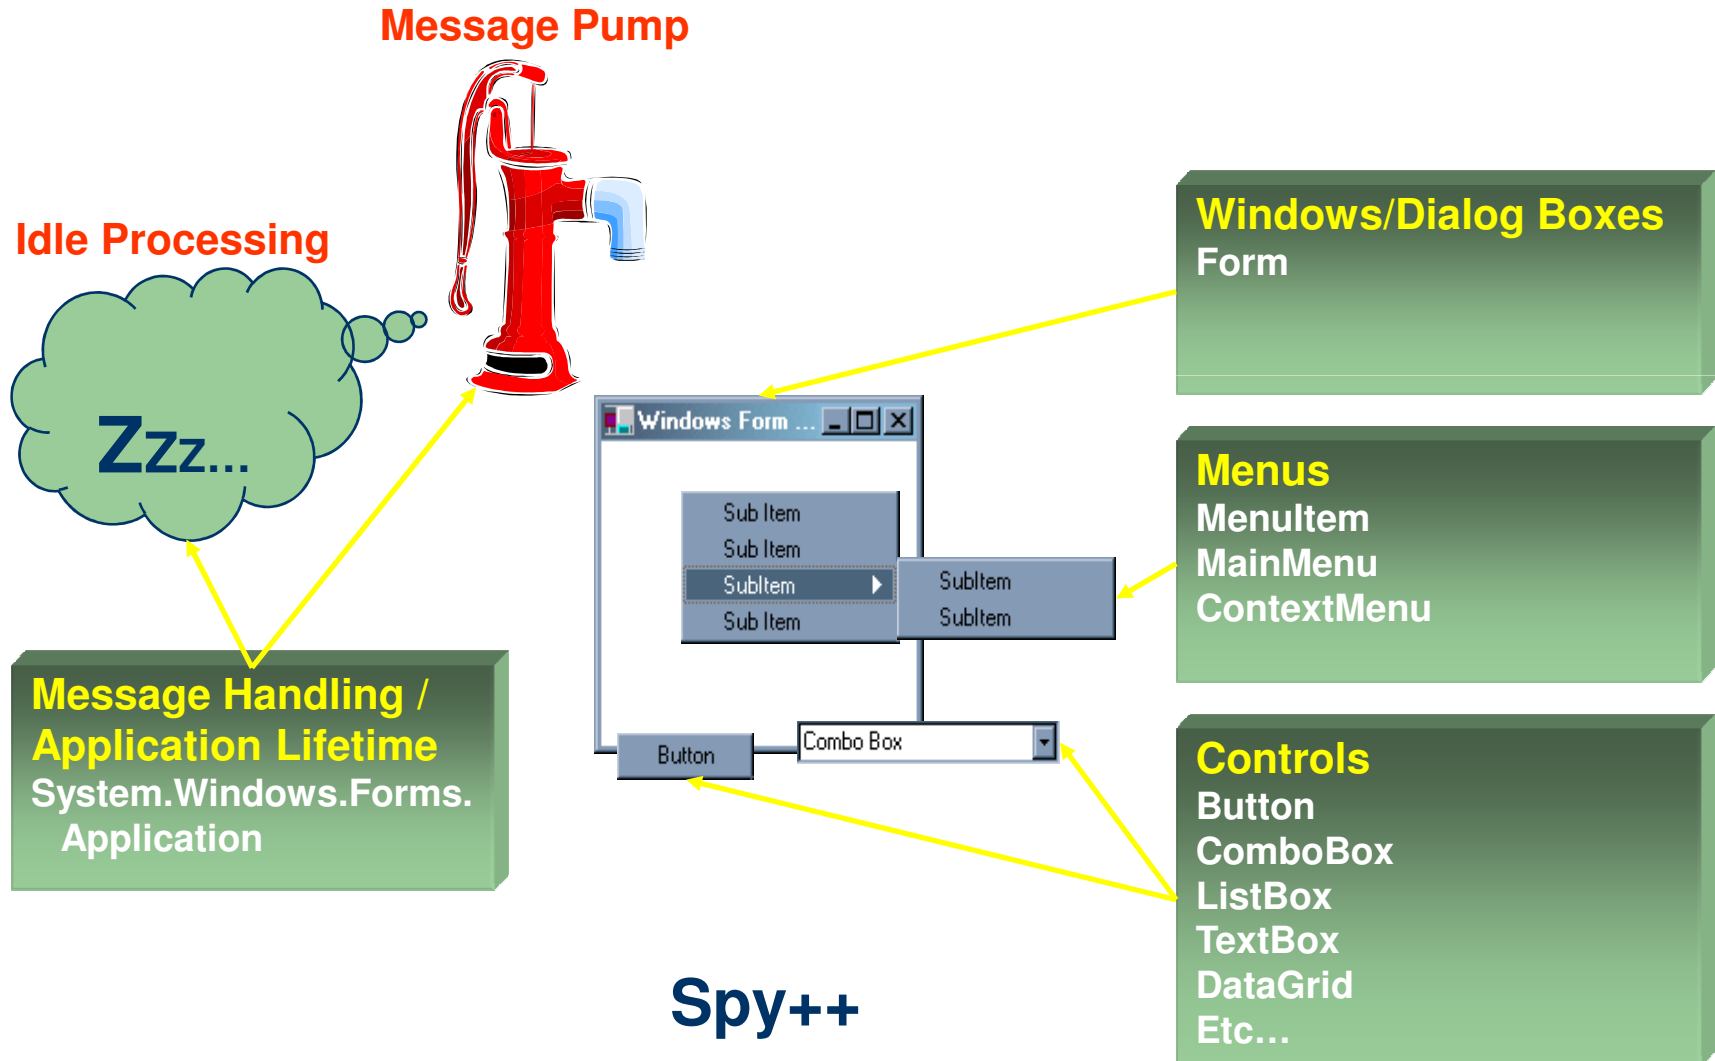 Message Pump
Idle Processing
Zzz...
Windows/Dialog Boxes
Form
Windows Form ...
Sub Item
Sub Item
SubItem
Sub Item
SubItem
SubItem
Menus
MenuItem
MainMenu
ContextMenu
Message Handling /
Application Lifetime
System.Windows.Forms.
Application
Button
Combo Box
Controls
Button
ComboBox
ListBox
TextBox
DataGrid
Etc...
Spy++